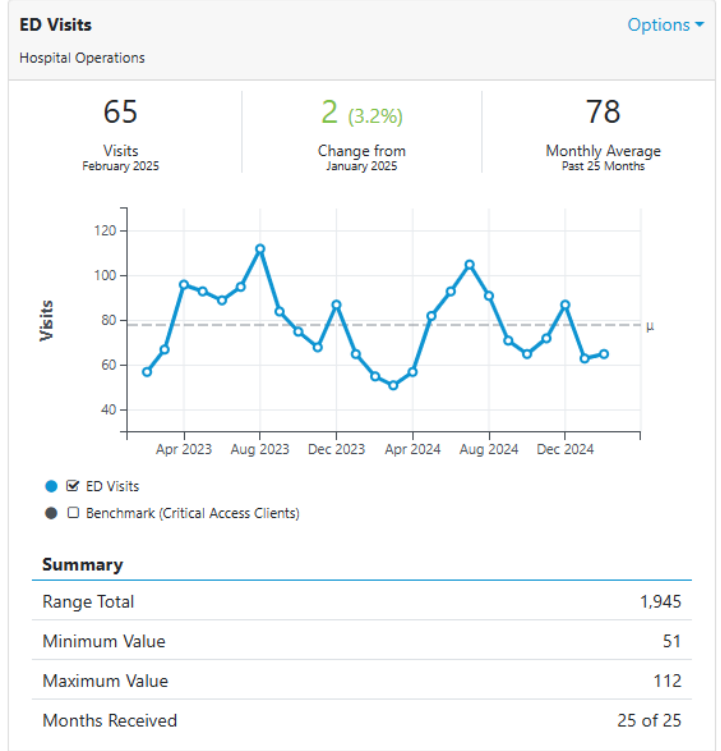 ED Visits
Options
Hospital Operations
65
2 (3.2%)
78
Visits
Change from
Monthly Average
February 2025
January 2025
Past 25 Months
120
100
80
60
40
Visits
μ
Apr 2023
Aug 2023
Dec 2023
Apr 2024
Aug 2024
Dec 2024
ED Visits
Benchmark (Critical Access Clients)
Summary
Range Total 1,945
Minimum Value 51
Maximum Value 112
Months Received 25 of 25